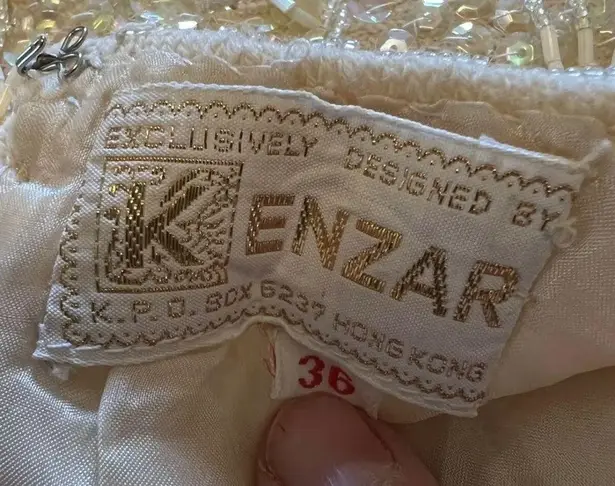 EXCLUSIVELY DESIGNED BY
KENZAR
K.P.O. BOX 6237 HONG KONG
36